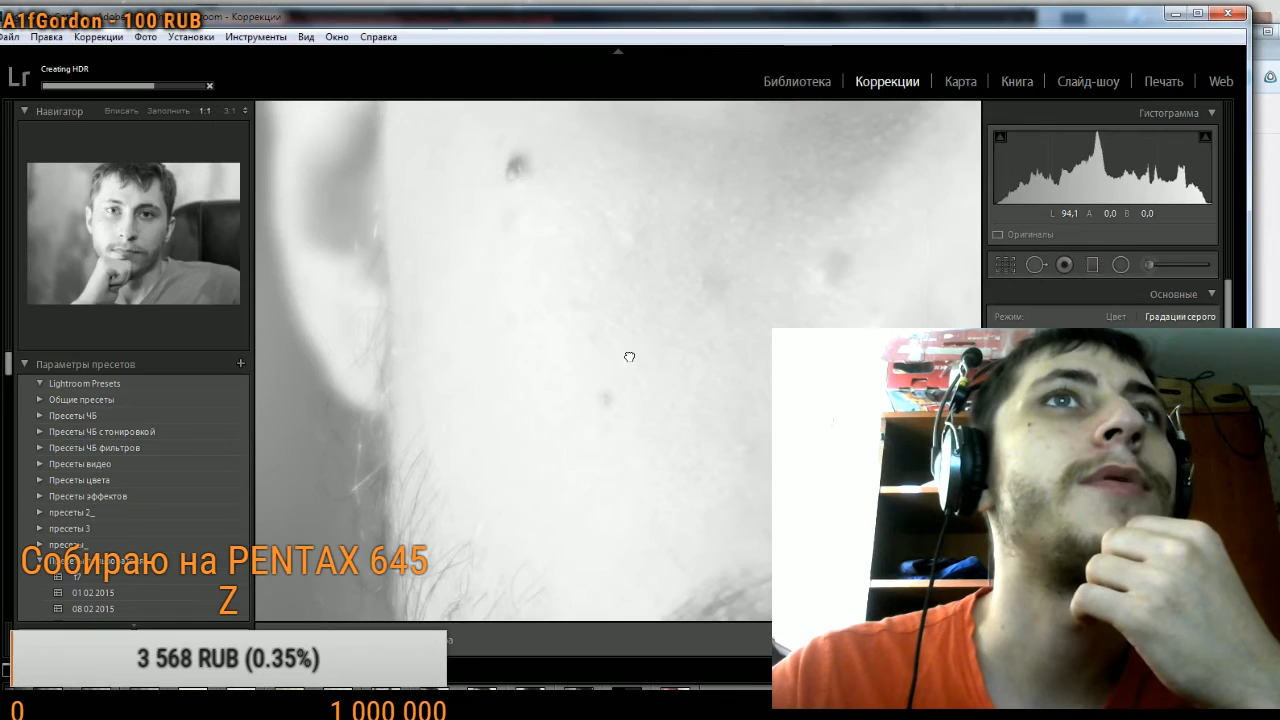 A1fGordon - 100 RUB
- Коррекции
Файл Правка Коррекции Фото Установки Инструменты Вид Окно Справка
Lr
Creating HDR
Библиотека Коррекции Карта Книга Слайд-шоу Печать Web
Навигатор Вписать Заполнить 1:1 3:1
Гистограмма
L 94,1 A 0,0 B 0,0
Оригиналы
Основные
Режим: Цвет Градации серого
Параметры пресетов
Lightroom Presets
Общие пресеты
Пресеты ЧБ
Пресеты ЧБ с тонировкой
Пресеты ЧБ фильтров
Пресеты видео
Пресеты цвета
Пресеты эффектов
пресеты 2_
пресеты 3
пресеты_
Собираю на PENTAX 645
Z
17
01 02 2015
08 02 2015
3 568 RUB (0.35%)
0 1 000 000